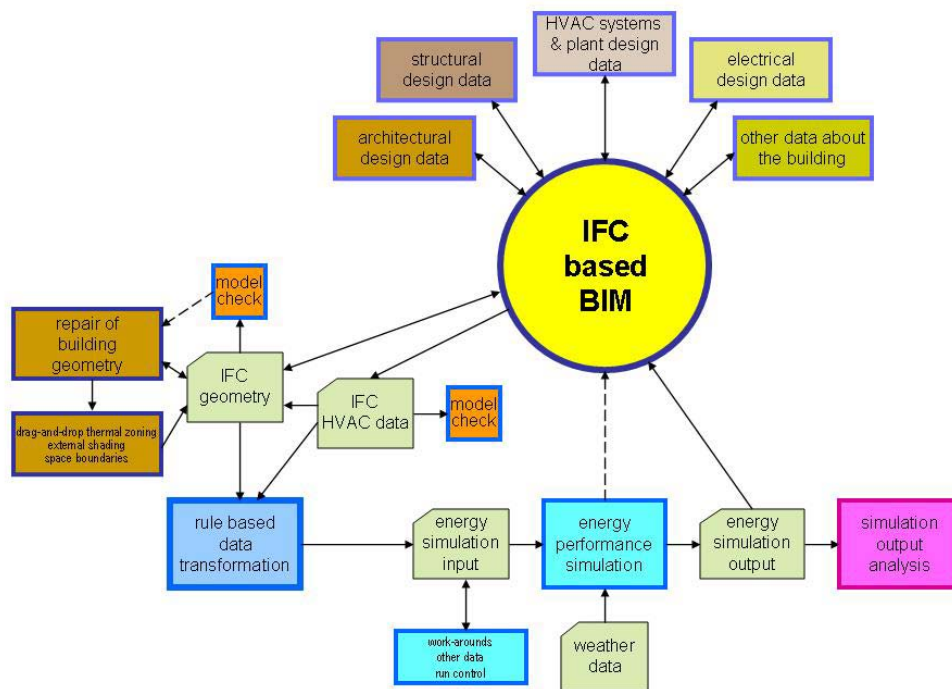 HVAC systems
& plant design
data
structural
design data
electrical
design data
architectural
design data
other data about
the building
IFC
based
BIM
model
check
repair of
building
geometry
IFC
geometry
IFC
HVAC data
model
check
drag-and-drop thermal zoning
external shading
space boundaries
rule based
data
transformation
energy
simulation
input
energy
performance
simulation
energy
simulation
output
simulation
output
analysis
work-arounds
other data
run control
weather
data